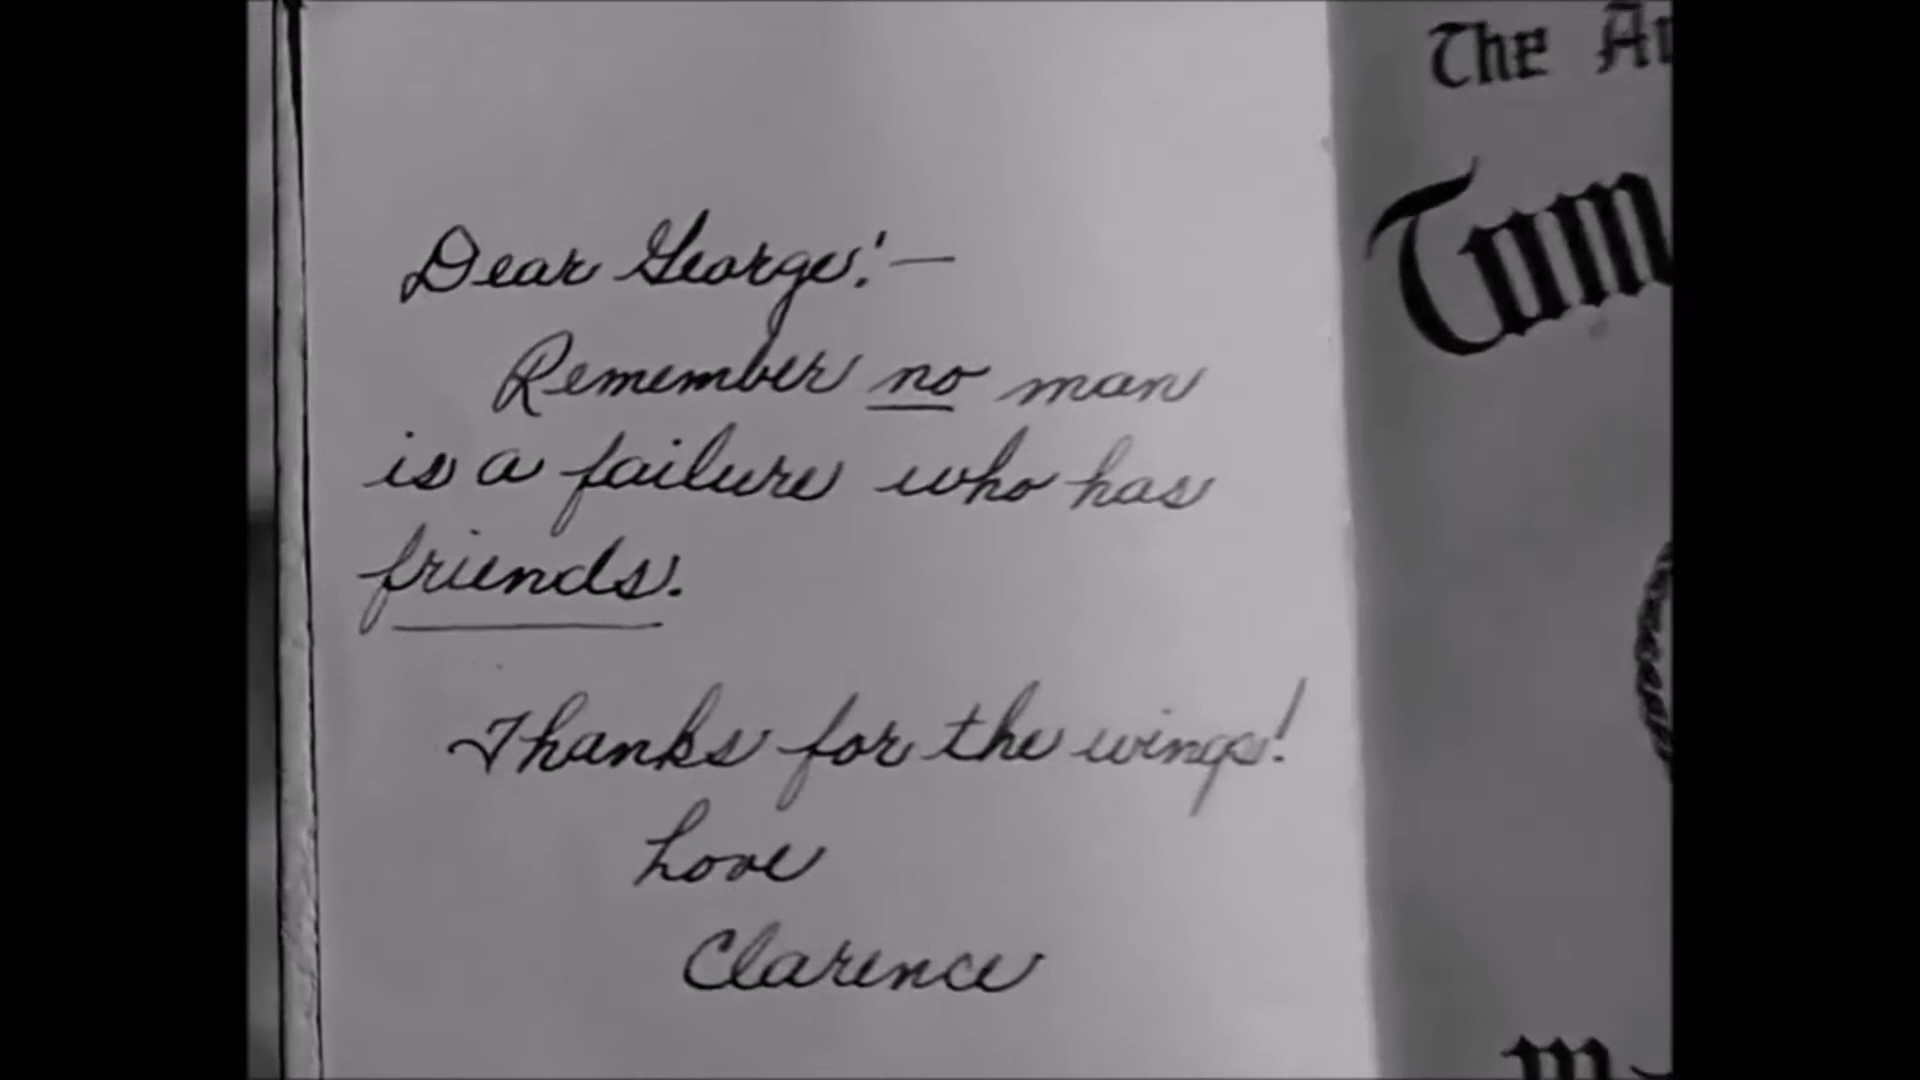 Dear George:—
Remember no man
is a failure who has
friends.
Thanks for the wings!
Love
Clarence
The